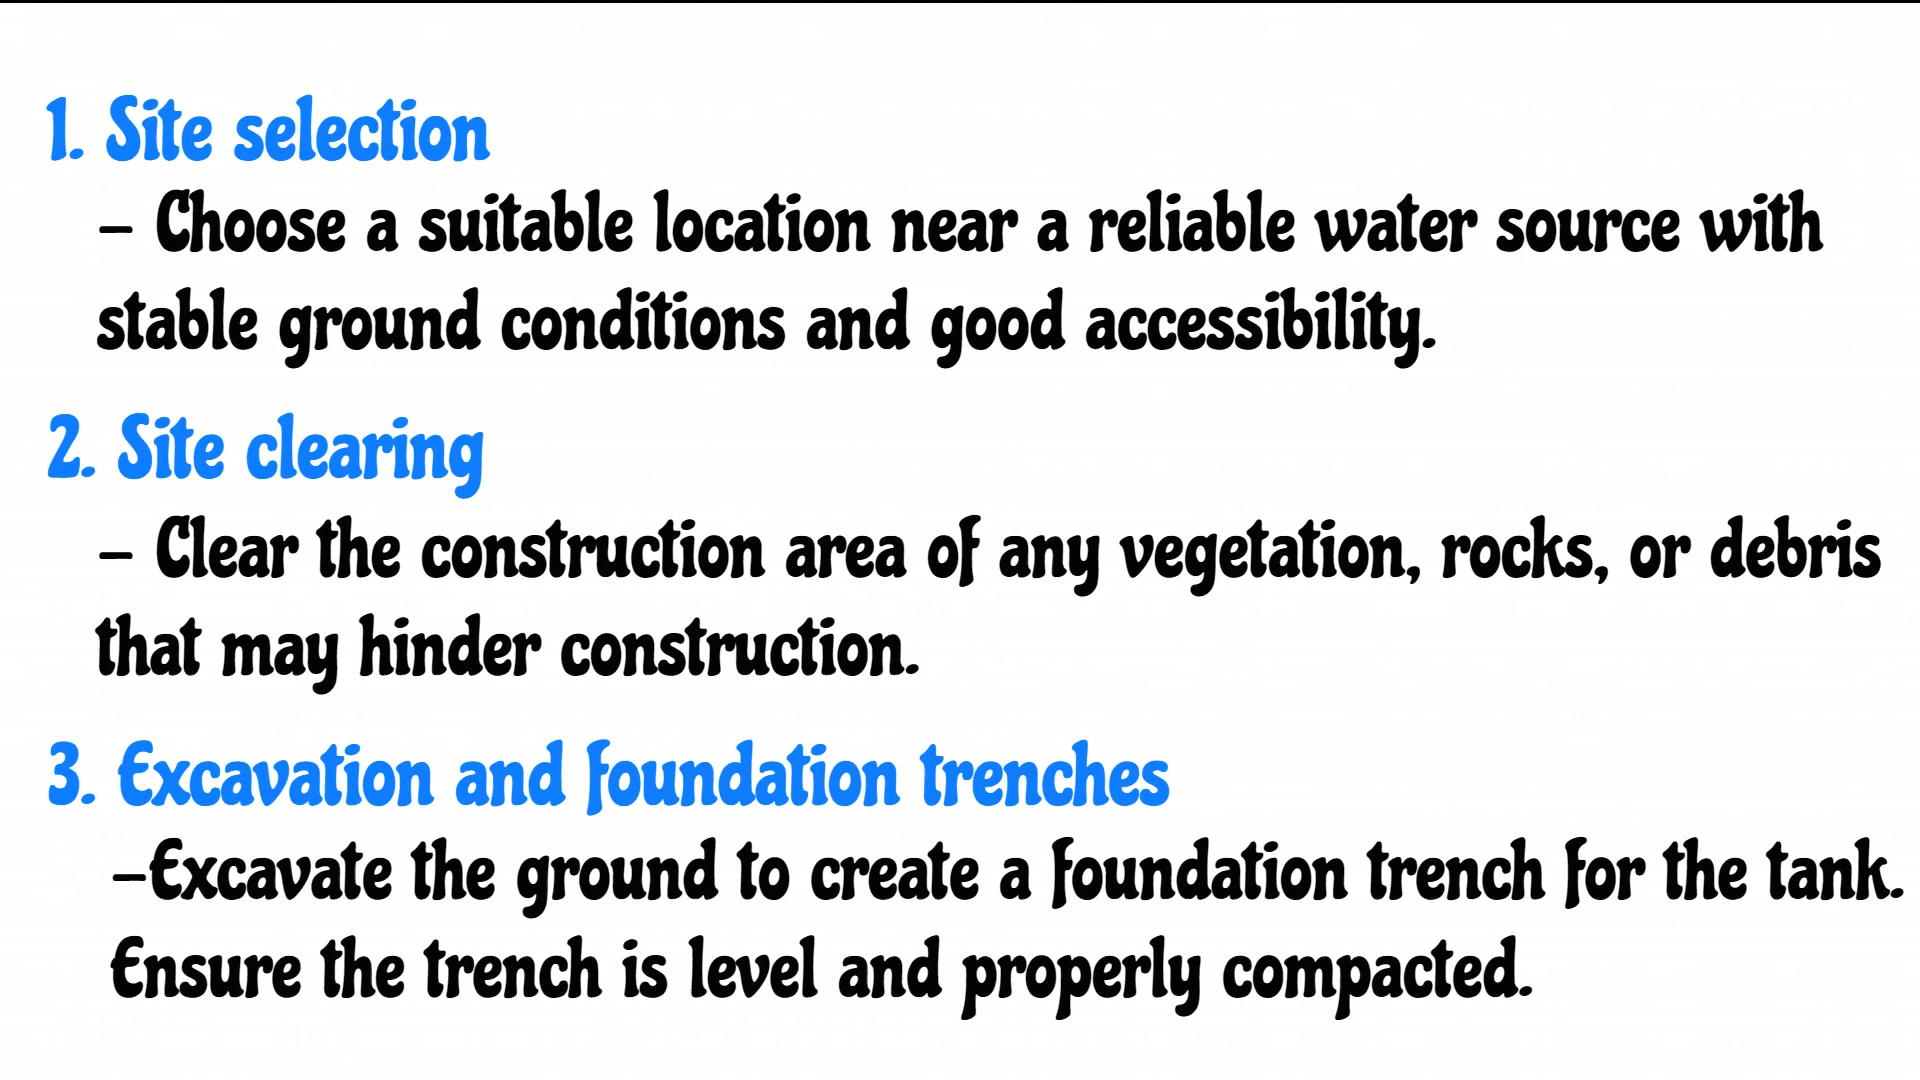 1. Site selection
- Choose a suitable location near a reliable water source with
stable ground conditions and good accessibility.
2. Site clearing
- Clear the construction area of any vegetation, rocks, or debris
that may hinder construction.
3. Excavation and foundation trenches
-Excavate the ground to create a foundation trench for the tank.
Ensure the trench is level and properly compacted.